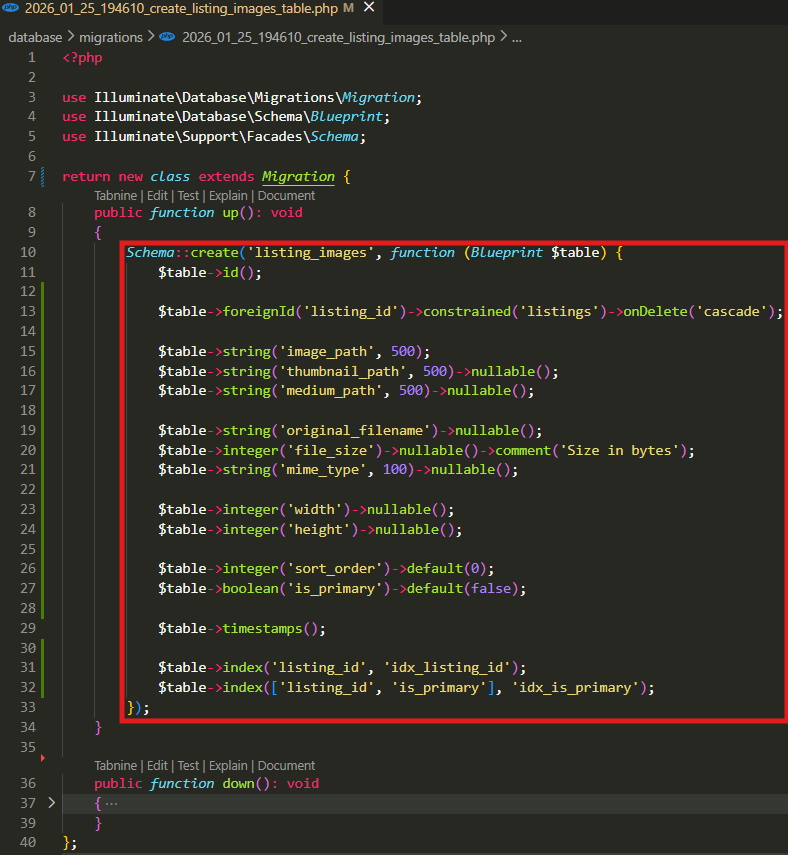 php 2026_01_25_194610_create_listing_images_table.php M ×
database > migrations > php 2026_01_25_194610_create_listing_images_table.php > ...
1 <?php
2
3 use Illuminate\Database\Migrations\Migration;
4 use Illuminate\Database\Schema\Blueprint;
5 use Illuminate\Support\Facades\Schema;
6
7 return new class extends Migration {
Tabnine | Edit | Test | Explain | Document
8 public function up(): void
9 {
10 Schema::create('listing_images', function (Blueprint $table) {
11 $table->id();
12
13 $table->foreignId('listing_id')->constrained('listings')->onDelete('cascade');
14
15 $table->string('image_path', 500);
16 $table->string('thumbnail_path', 500)->nullable();
17 $table->string('medium_path', 500)->nullable();
18
19 $table->string('original_filename')->nullable();
20 $table->integer('file_size')->nullable()->comment('Size in bytes');
21 $table->string('mime_type', 100)->nullable();
22
23 $table->integer('width')->nullable();
24 $table->integer('height')->nullable();
25
26 $table->integer('sort_order')->default(0);
27 $table->boolean('is_primary')->default(false);
28
29 $table->timestamps();
30
31 $table->index('listing_id', 'idx_listing_id');
32 $table->index(['listing_id', 'is_primary'], 'idx_is_primary');
33 });
34 }
35
Tabnine | Edit | Test | Explain | Document
36 public function down(): void
37 { ...
39 }
40 };